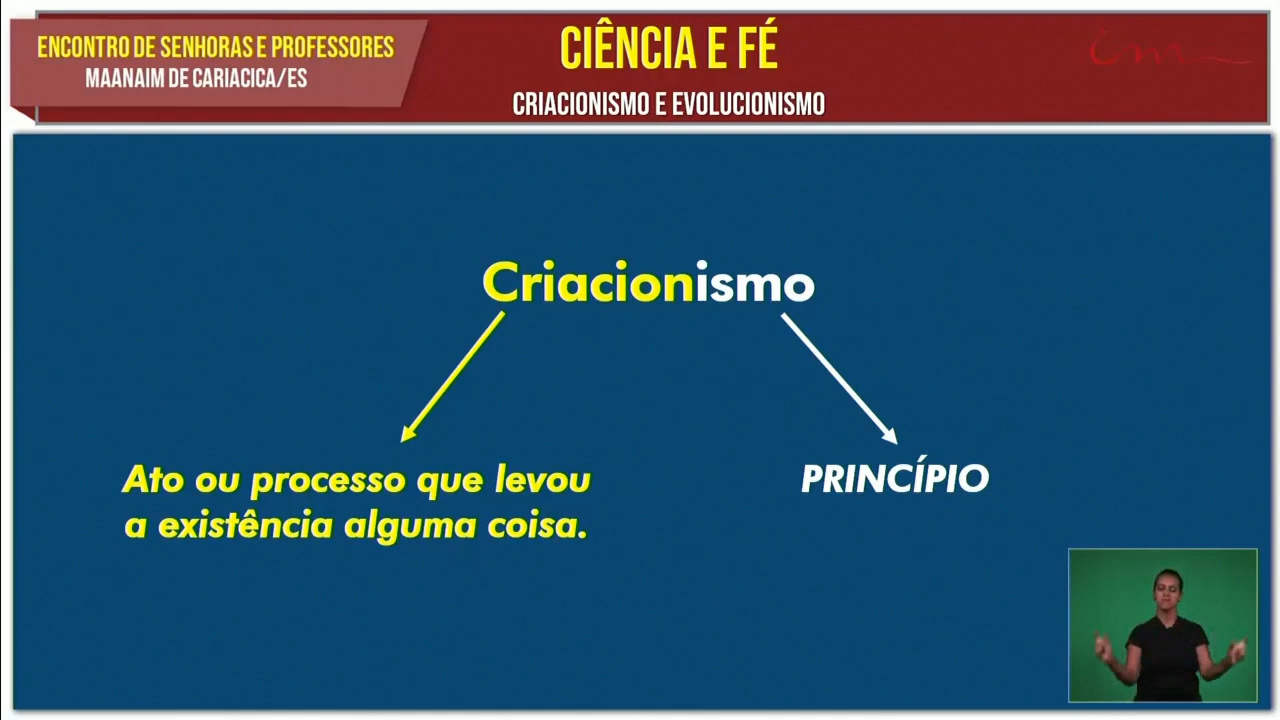 ENCONTRO DE SENHORAS E PROFESSORES
MAANAIM DE CARIACICA/ES
CIÊNCIA E FÉ
CRIACIONISMO E EVOLUCIONISMO
Criacionismo
Ato ou processo que levou
a existência alguma coisa.
PRINCÍPIO